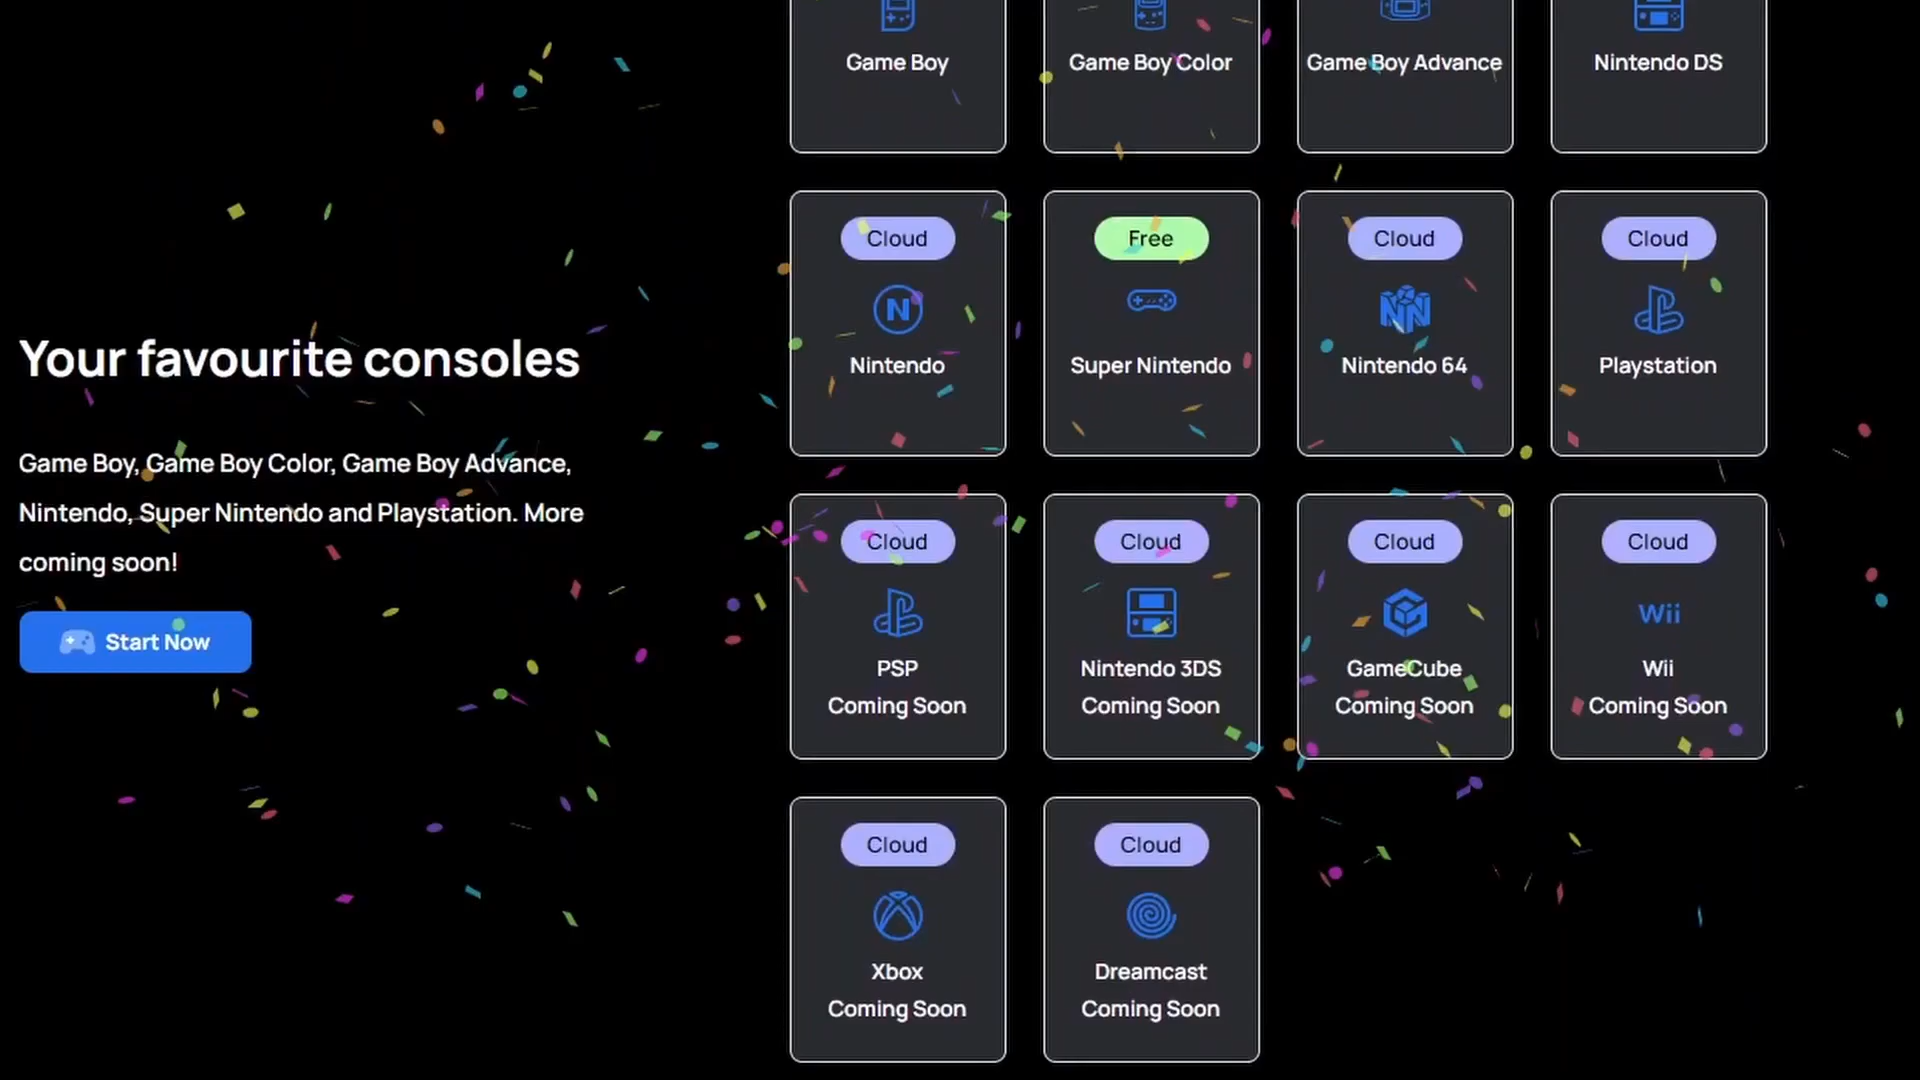 Game Boy
Game Boy Color
Game Boy Advance
Nintendo DS
Your favourite consoles
Game Boy, Game Boy Color, Game Boy Advance,
Nintendo, Super Nintendo and Playstation. More
coming soon!
Start Now
Cloud
N
Nintendo
Free
Super Nintendo
Cloud
Nintendo 64
Cloud
Playstation
Cloud
PSP
Coming Soon
Cloud
Nintendo 3DS
Coming Soon
Cloud
GameCube
Coming Soon
Cloud
Wii
Wii
Coming Soon
Cloud
Xbox
Coming Soon
Cloud
Dreamcast
Coming Soon